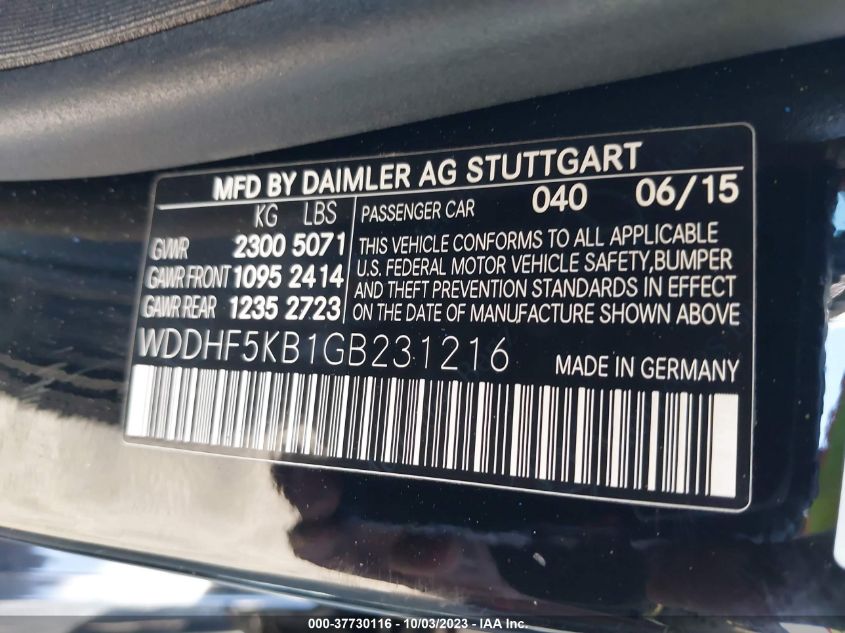 MFD BY DAIMLER AG STUTTGART
KG LBS
GVWR 2300 5071
GAWR FRONT 1095 2414
GAWR REAR 1235 2723
PASSENGER CAR 040 06/15
THIS VEHICLE CONFORMS TO ALL APPLICABLE
U.S. FEDERAL MOTOR VEHICLE SAFETY,BUMPER
AND THEFT PREVENTION STANDARDS IN EFFECT
ON THE DATE OF MANUFACTURE SHOWN ABOVE
WDDHF5KB1GB231216 MADE IN GERMANY
000-37730116 - 10/03/2023 - IAA Inc.